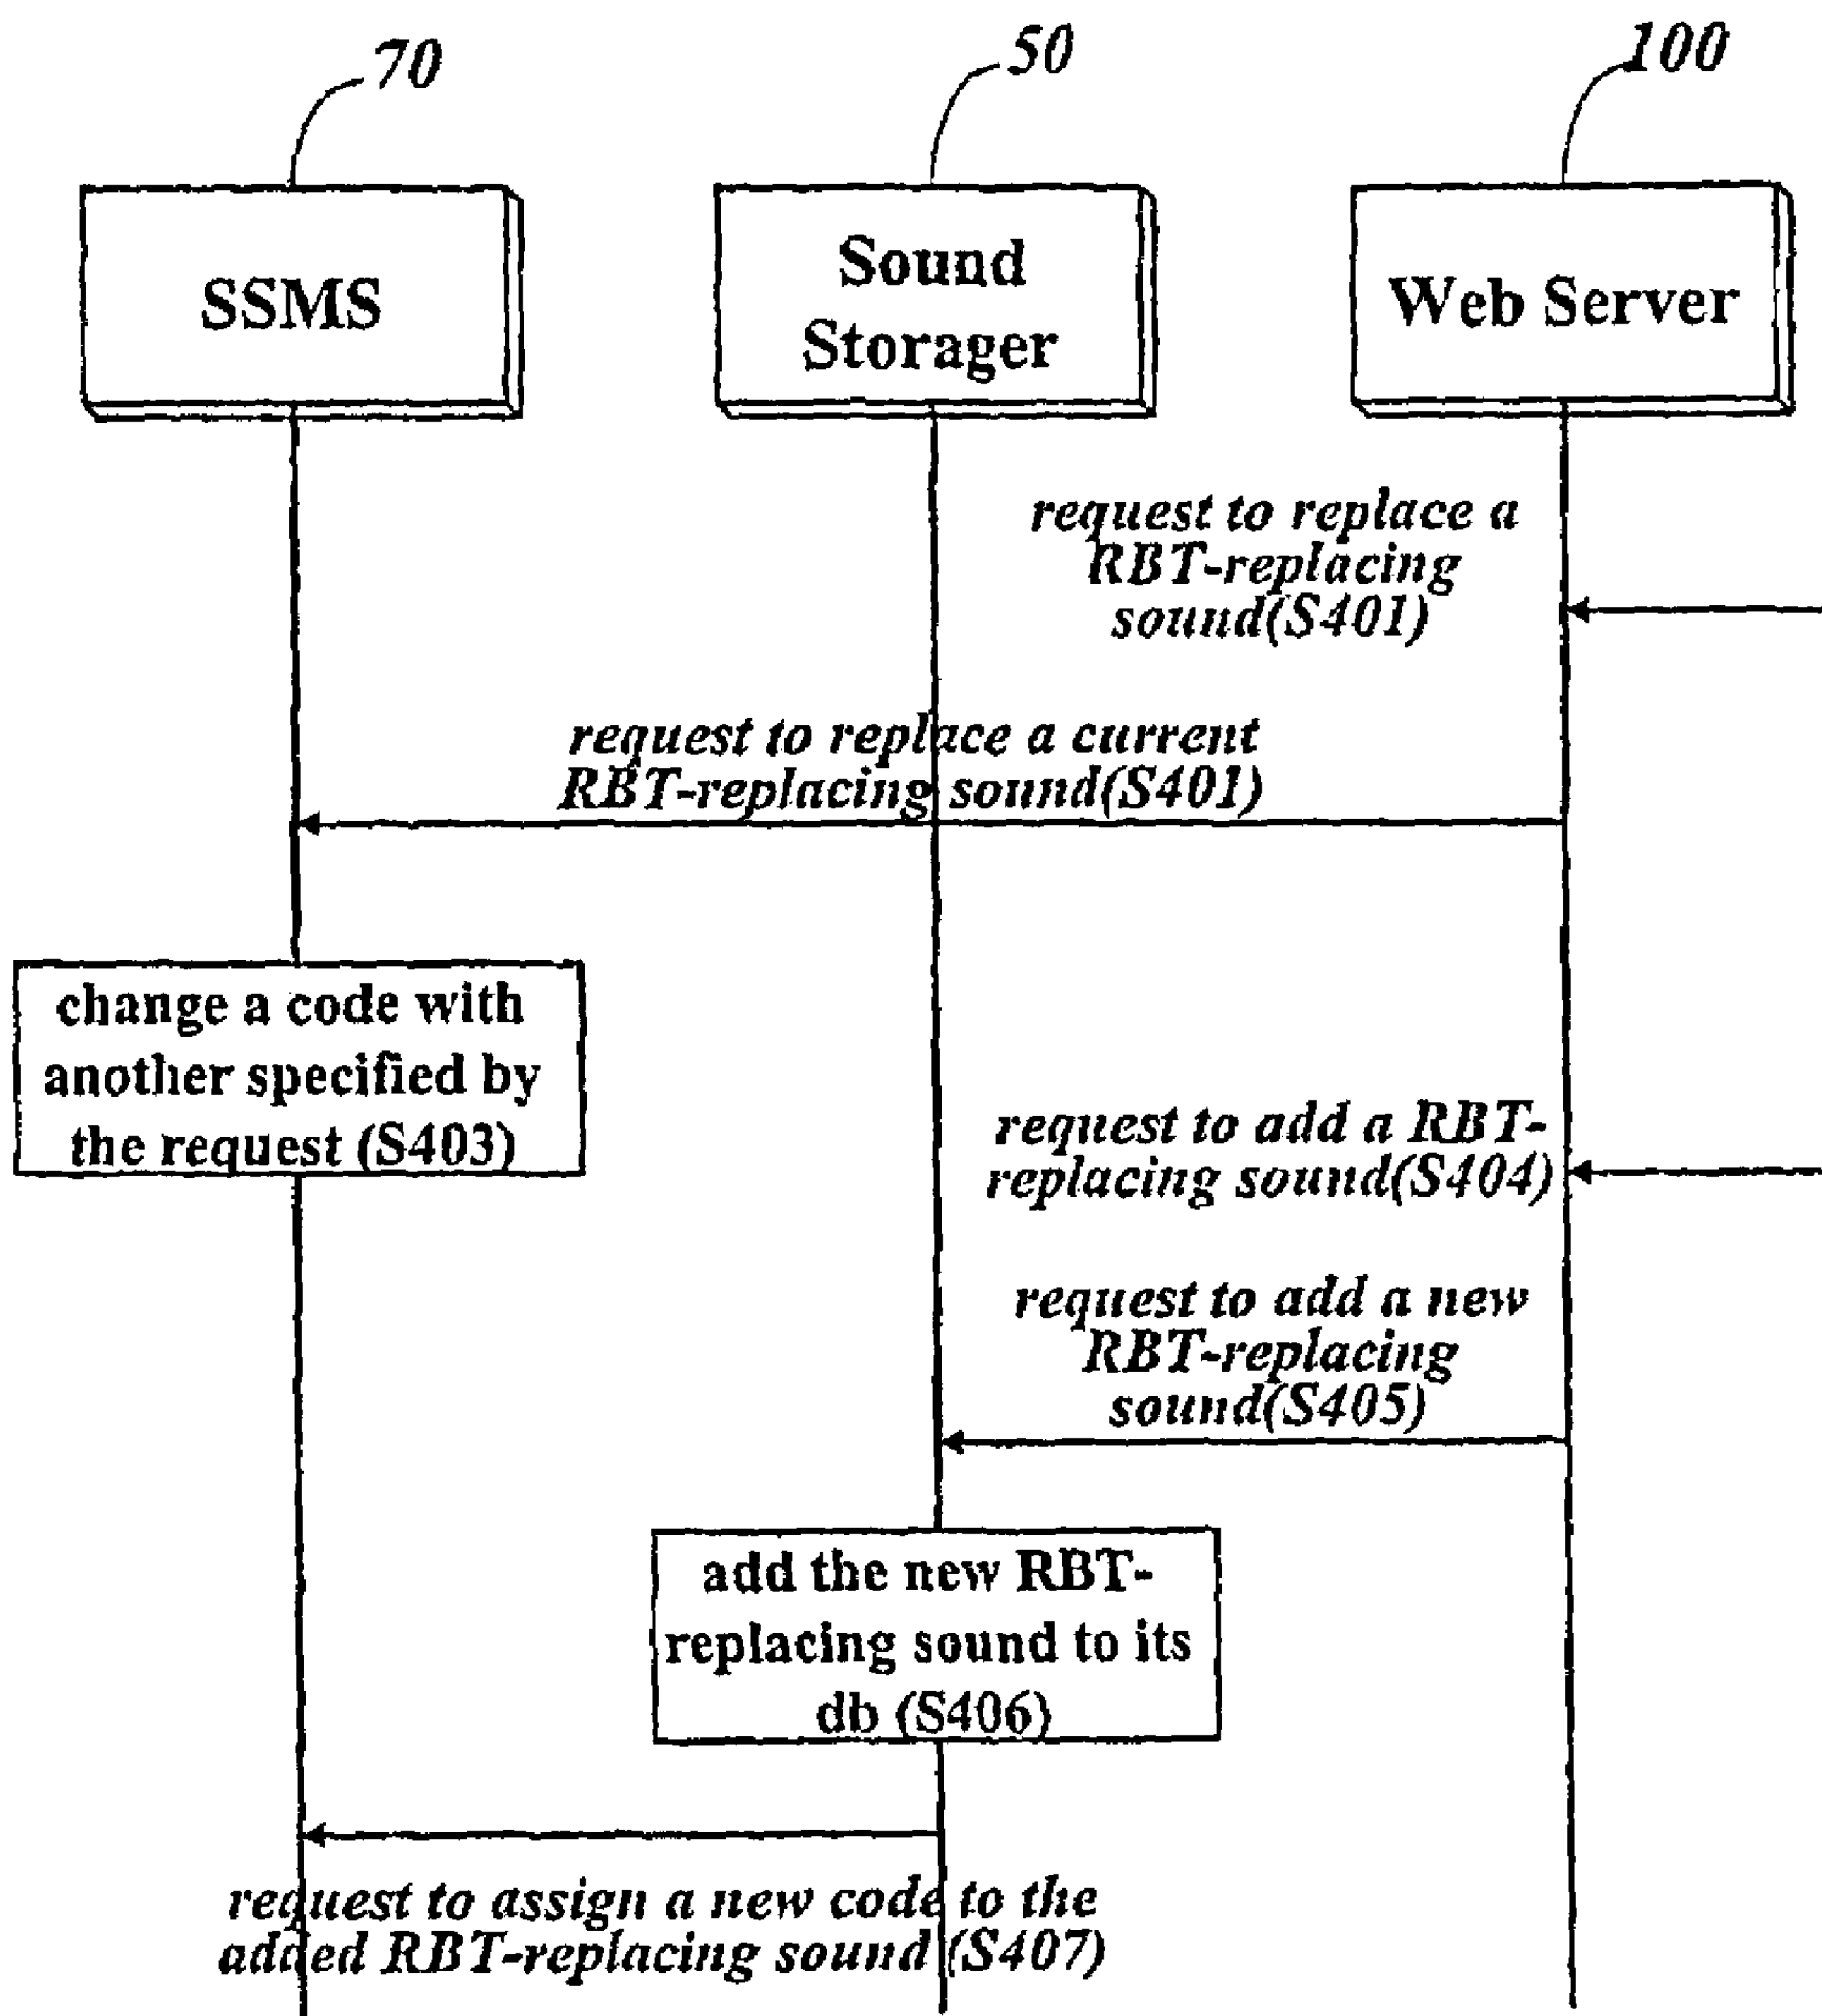 70
50
100
SSMS
Sound
Storager
Web Server
request to replace a
RBT-replacing
sound(S401)
request to replace a current
RBT-replacing sound(S401)
change a code with
another specified by
the request (S403)
request to add a RBT-
replacing sound(S404)
request to add a new
RBT-replacing
sound(S405)
add the new RBT-
replacing sound to its
db (S406)
request to assign a new code to the
added RBT-replacing sound (S407)